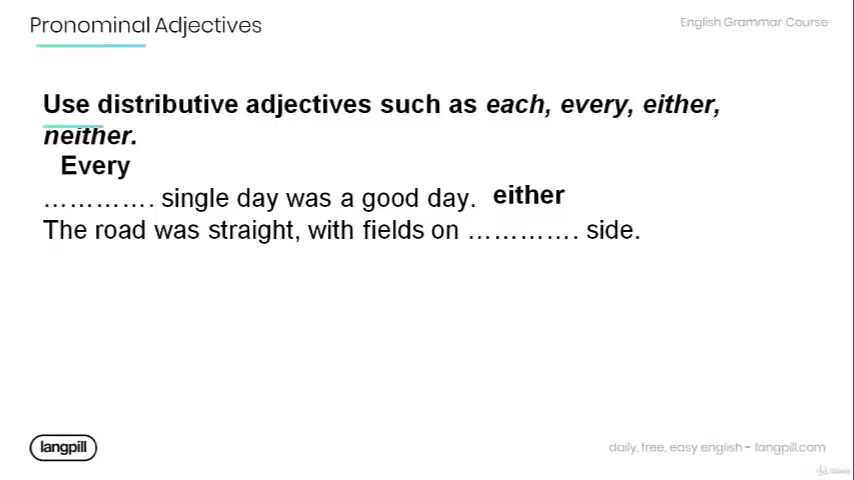 Pronominal Adjectives
English Grammar Course
Use distributive adjectives such as each, every, either,
neither.
Every
…………. single day was a good day.
either
The road was straight, with fields on …………. side.
langpill
daily, free, easy english - langpill.com
Udemy